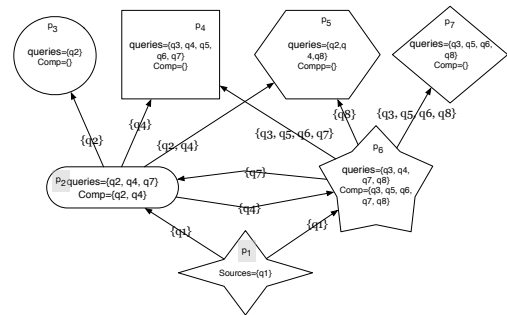 p3
queries={q2}
Comp={}
p4
queries={q3, q4, q5,
q6, q7}
Comp={}
p5
queries={q2,q
4,q8}
Compp={}
p7
queries={q3, q5, q6,
q8}
Comp={}
{q2}
{q4}
{q2, q4}
{q3, q5, q6, q7}
{q8}
{q3, q5, q6, q8}
p2 queries={q2, q4, q7}
Comp={q2, q4}
{q7}
{q4}
p6
queries={q3, q4,
q7, q8}
Comp={q3, q5, q6,
q7, q8}
{q1}
{q1}
p1
Sources={q1}